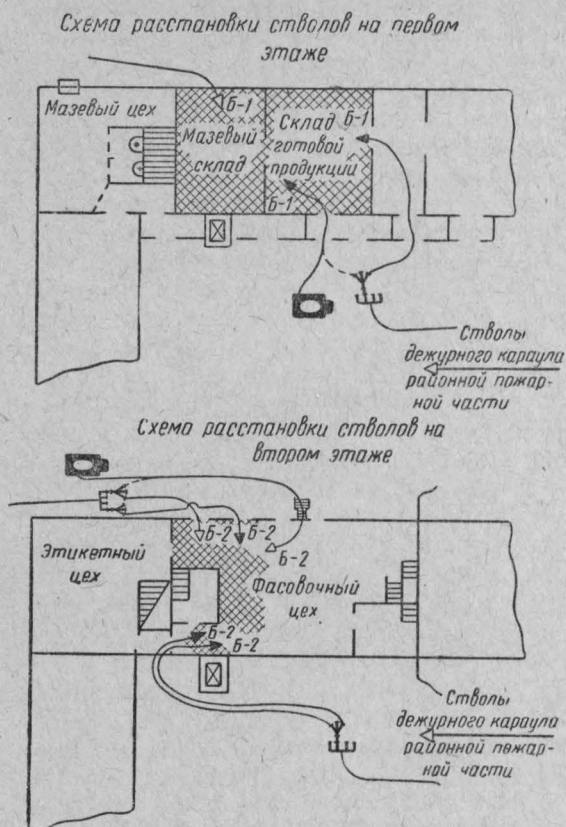 Схема расстановки стволов на первом
этаже
Мазевый цех
Б-1
Мазевый
склад
Склад
готовой
продукции
Б-1
Б-1
Стволы
дежурного караула
районной пожар-
ной части
Схема расстановки стволов на
втором этаже
Этикетный
цех
Б-2
Б-2
Б-2
Фасовочный
цех
Б-2
Б-2
Стволы
дежурного караула
районной пожар-
ной части